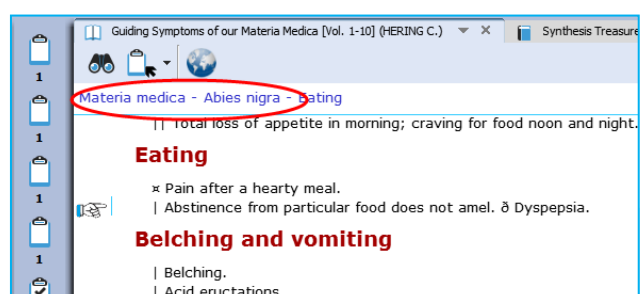 Guiding Symptoms of our Materia Medica [Vol. 1-10] (HERING C.)
Synthesis Treasure
1
Materia medica - Abies nigra - Eating
|| Total loss of appetite in morning; craving for food noon and night.
1
Eating
¤ Pain after a hearty meal.
1
| Abstinence from particular food does not amel. ð Dyspepsia.
Belching and vomiting
1
| Belching.
| Acid eructations.